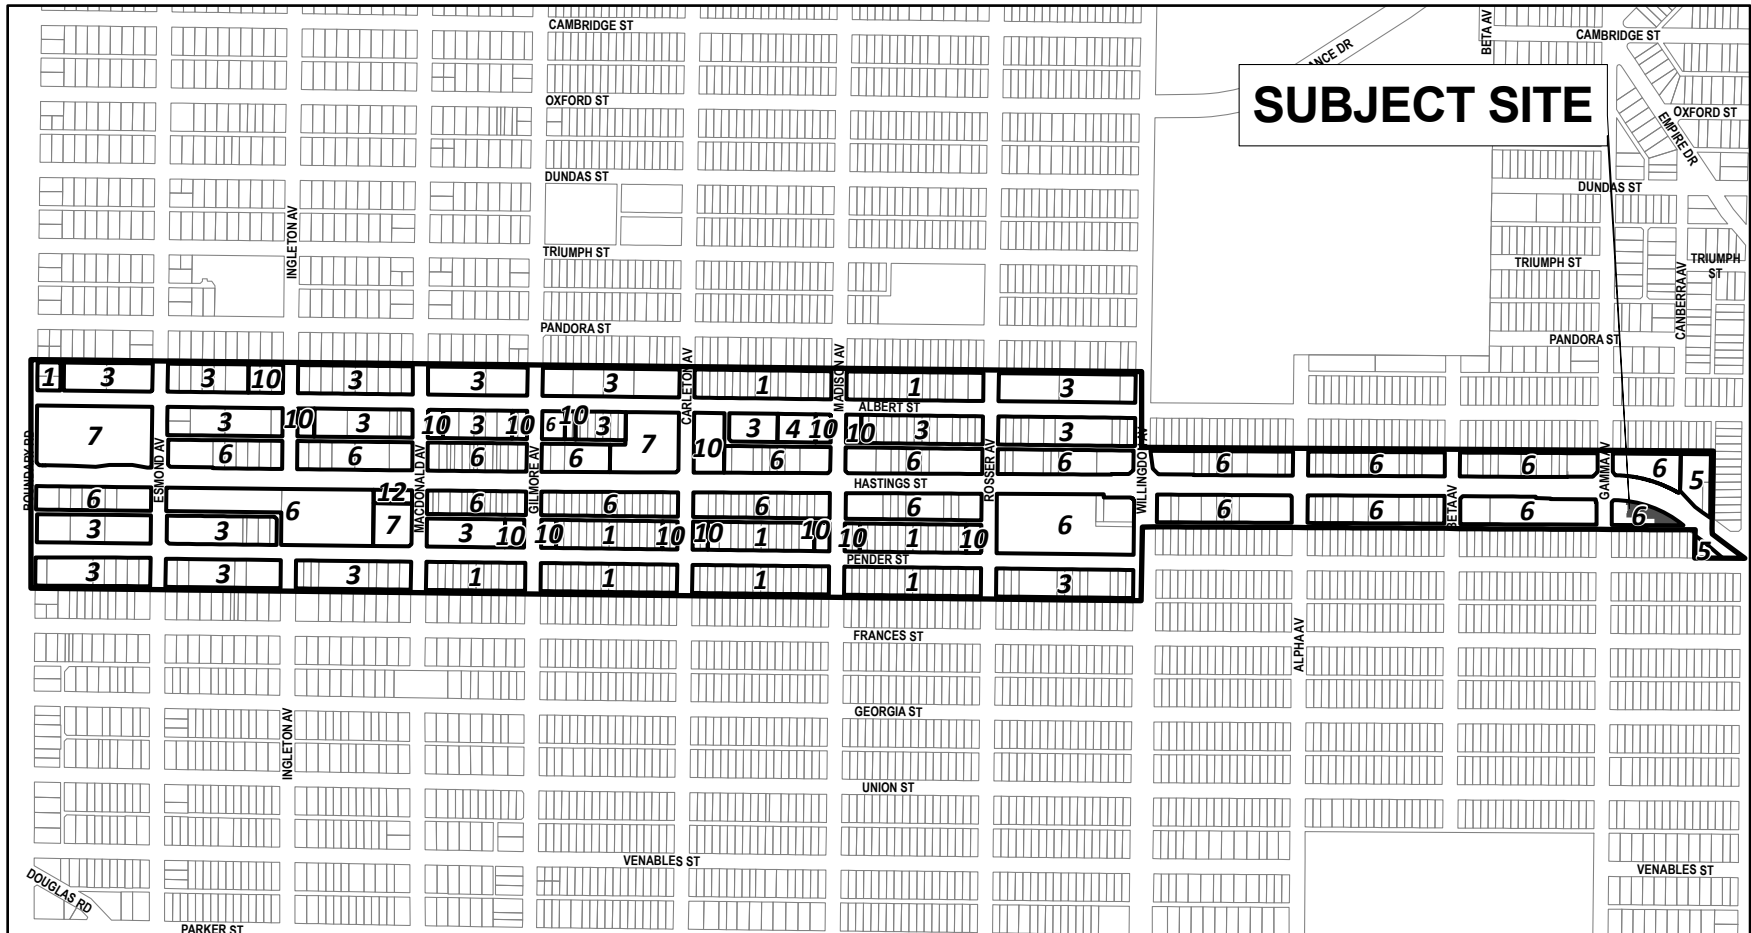 CAMBRIDGE ST
BETA AV
CAMBRIDGE ST
SUBJECT SITE
OXFORD ST
OXFORD ST
EMPIRE DR
DUNDAS ST
DUNDAS ST
INGLETON AV
TRIUMPH ST
TRIUMPH ST
TRIUMPH
ST
CANBERRA AV
PANDORA ST
PANDORA ST
CARLETON AV
MADISON AV
1 3 3 10 3 3 3 1 1 3
ALBERT ST
7 3 10 3 10 3 10 6 10 3 7 10 3 4 10 10 3 3
BOUNDARY RD
ESMOND AV
MACDONALD AV
GILMORE AV
ROSSER AV
WILLINGDON AV
BETA AV
GAMMA AV
6 6 6 6 6 6 6 6 6 6 6 5
HASTINGS ST
6 6 12 7 6 6 6 6 6 6 6 6 6
3 3 3 10 10 1 10 10 1 10 10 1 10 5
PENDER ST
3 3 3 1 1 1 1 3
FRANCES ST
ALPHA AV
GEORGIA ST
INGLETON AV
UNION ST
VENABLES ST
VENABLES ST
DOUGLAS RD
PARKER ST